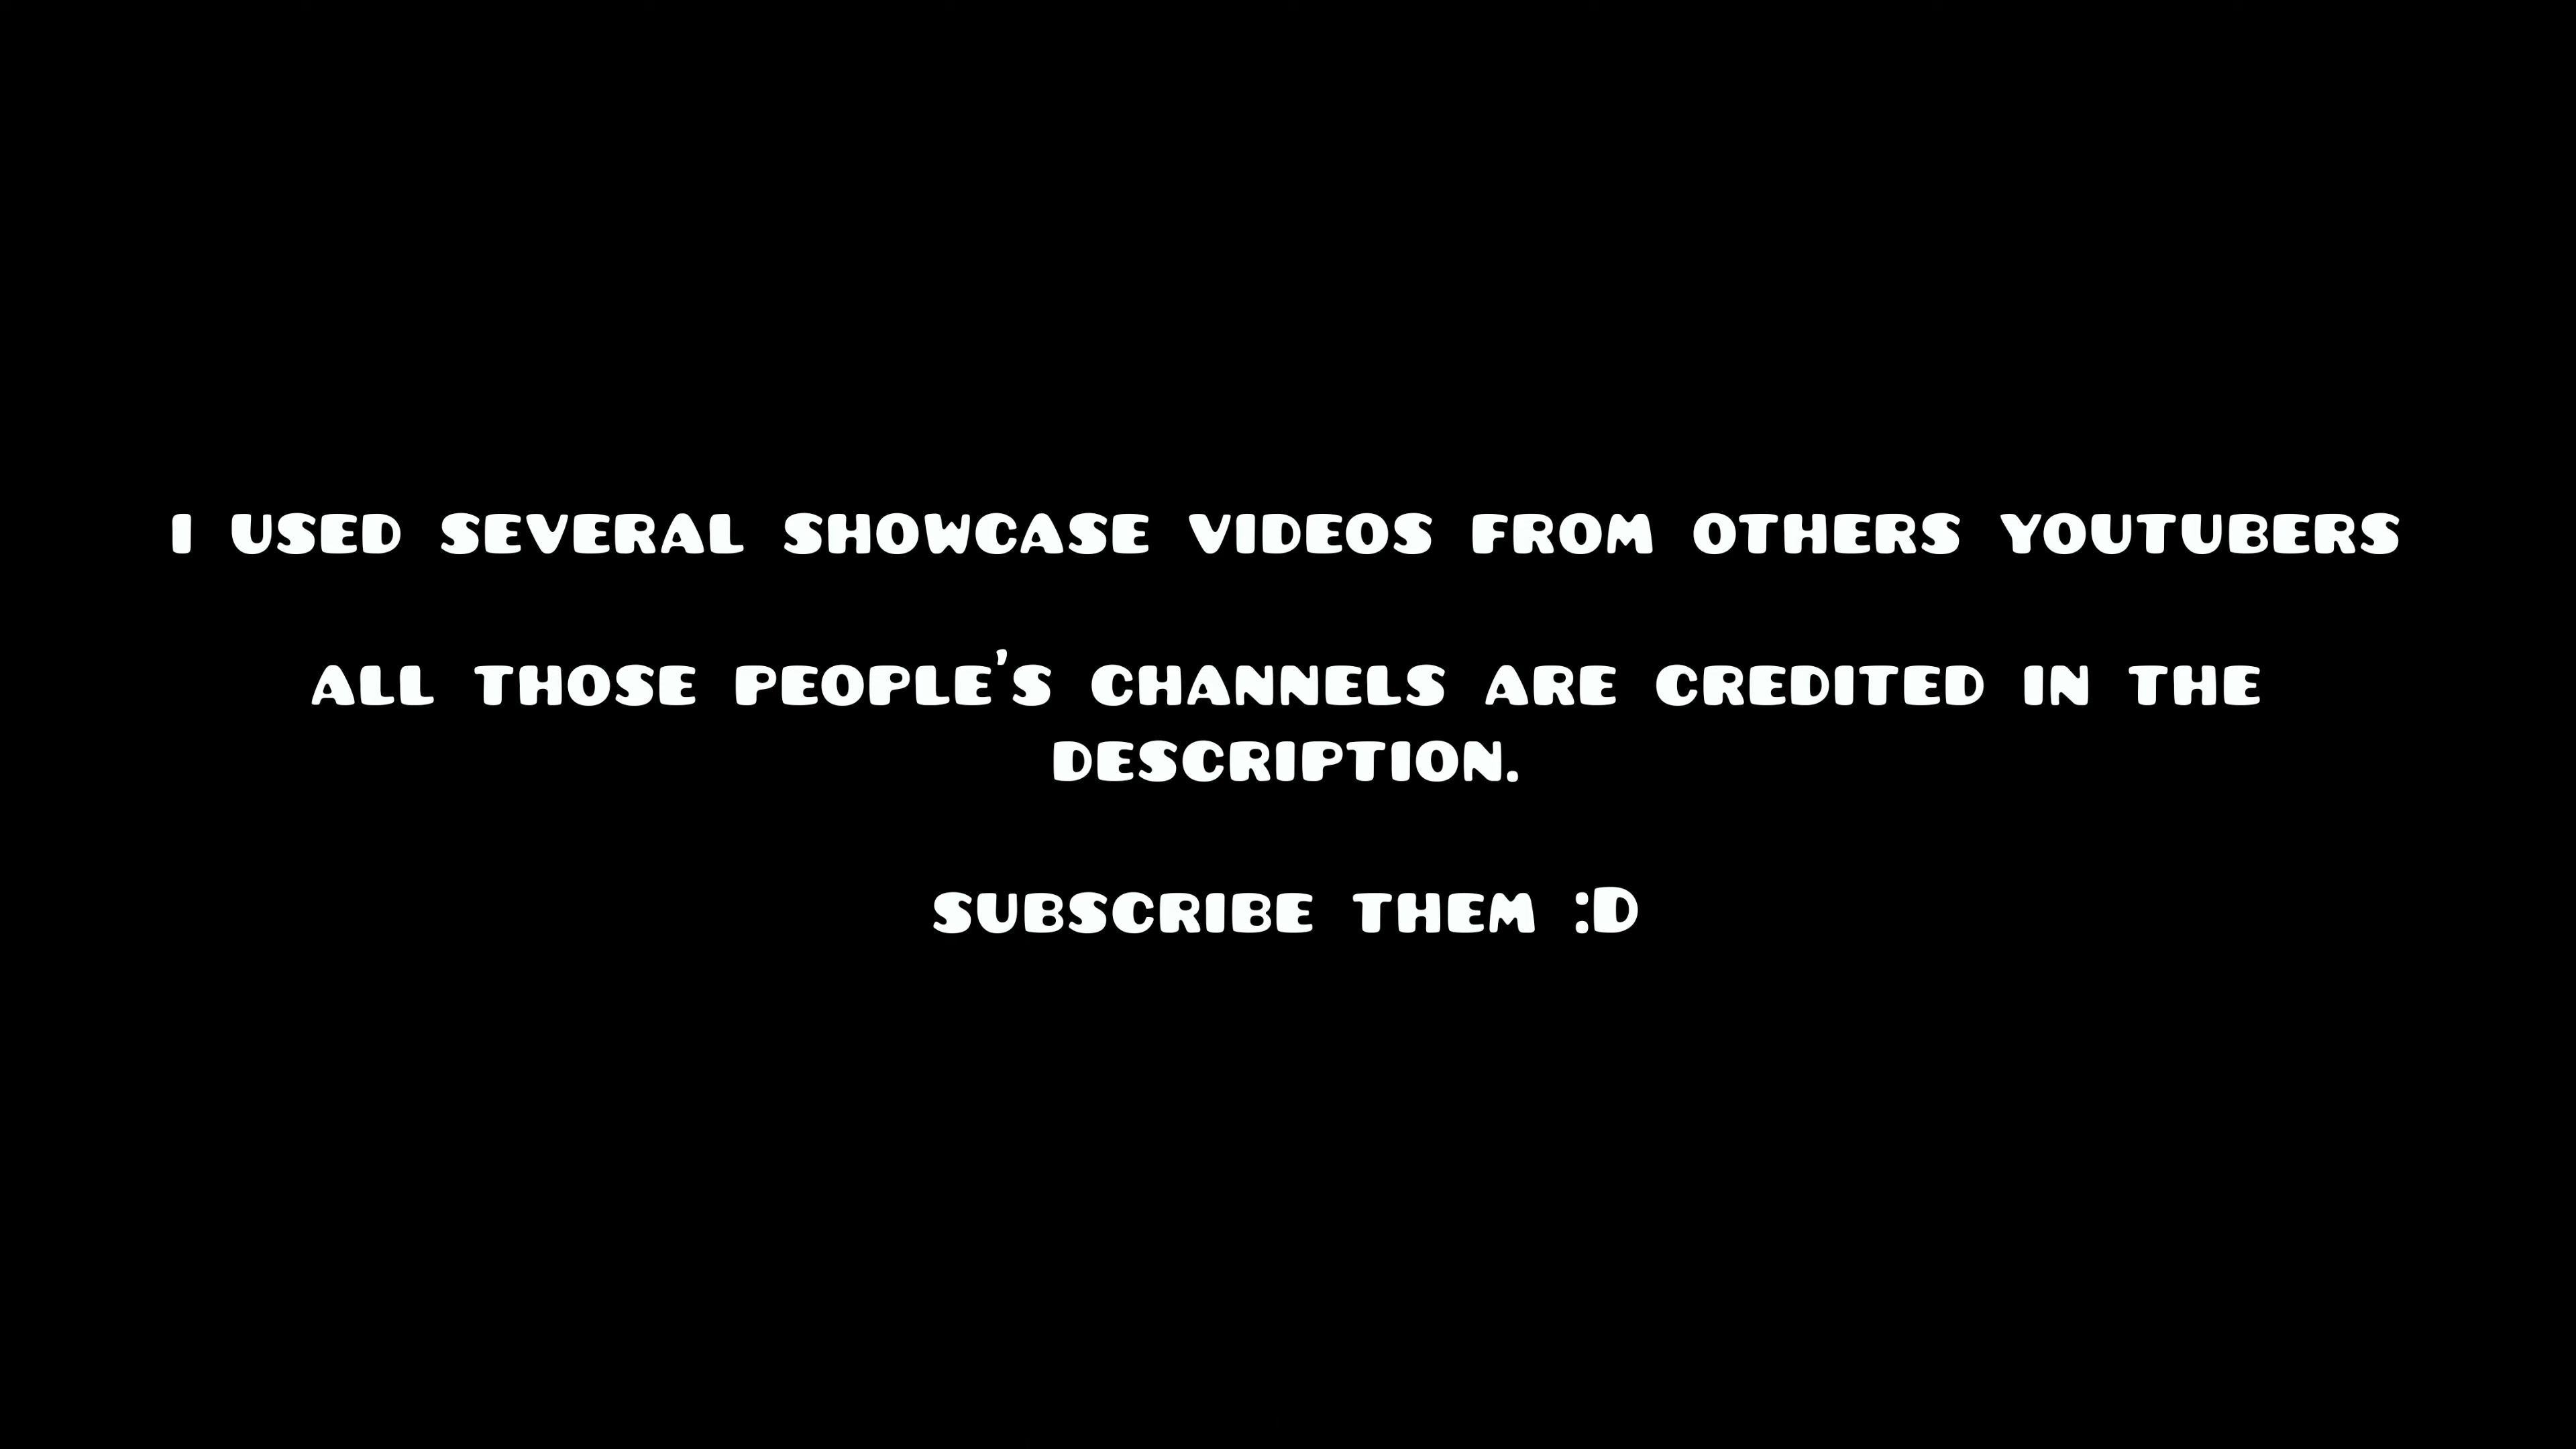 I USED SEVERAL SHOWCASE VIDEOS FROM OTHERS YOUTUBERS
ALL THOSE PEOPLE'S CHANNELS ARE CREDITED IN THE
DESCRIPTION.
SUBSCRIBE THEM :D